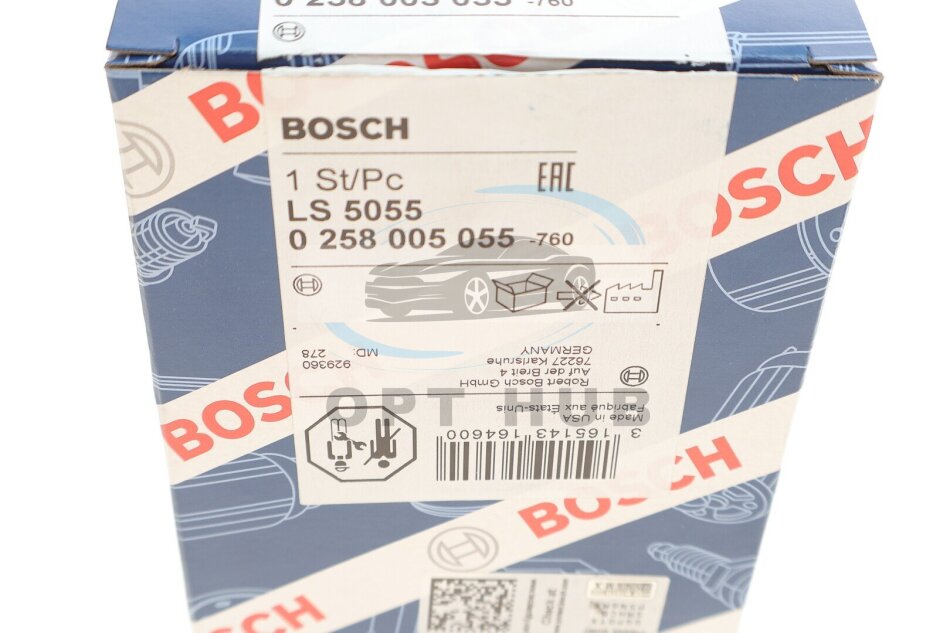 0 258 005 055 -760
BOSCH
BOSCH
1 St/Pc
EAC
LS 5055
0 258 005 055 -760
BOSCH
929360
MD: 278
Robert Bosch GmbH
Auf der Breit 4
76227 Karlsruhe
GERMANY
Made in USA
Fabriqué aux États-Unis
OPT HUB
3 165143 164600
BOSCH
BOSCH
BOSCH